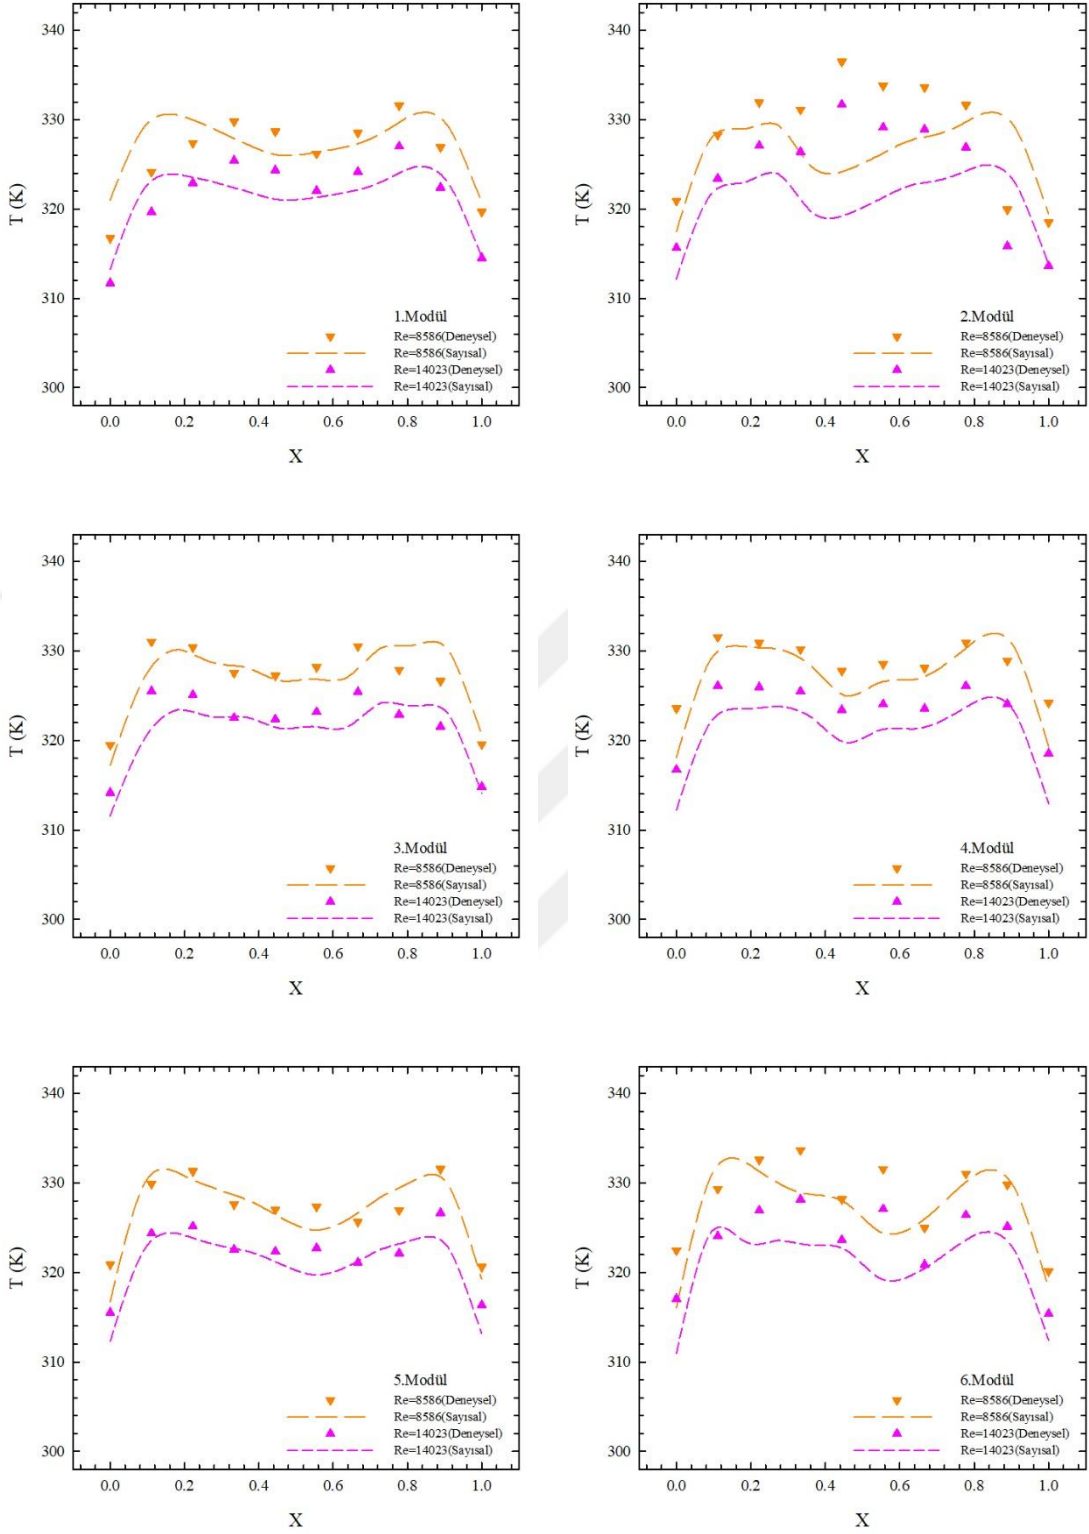 340
330
320
310
300
T (K)
1.Modül
Re=8586(Deneysel)
Re=8586(Sayısal)
Re=14023(Deneysel)
Re=14023(Sayısal)
0.0 0.2 0.4 0.6 0.8 1.0
X
340
330
320
310
300
T (K)
2.Modül
Re=8586(Deneysel)
Re=8586(Sayısal)
Re=14023(Deneysel)
Re=14023(Sayısal)
0.0 0.2 0.4 0.6 0.8 1.0
X
340
330
320
310
300
T (K)
3.Modül
Re=8586(Deneysel)
Re=8586(Sayısal)
Re=14023(Deneysel)
Re=14023(Sayısal)
0.0 0.2 0.4 0.6 0.8 1.0
X
340
330
320
310
300
T (K)
4.Modül
Re=8586(Deneysel)
Re=8586(Sayısal)
Re=14023(Deneysel)
Re=14023(Sayısal)
0.0 0.2 0.4 0.6 0.8 1.0
X
340
330
320
310
300
T (K)
5.Modül
Re=8586(Deneysel)
Re=8586(Sayısal)
Re=14023(Deneysel)
Re=14023(Sayısal)
0.0 0.2 0.4 0.6 0.8 1.0
X
340
330
320
310
300
T (K)
6.Modül
Re=8586(Deneysel)
Re=8586(Sayısal)
Re=14023(Deneysel)
Re=14023(Sayısal)
0.0 0.2 0.4 0.6 0.8 1.0
X